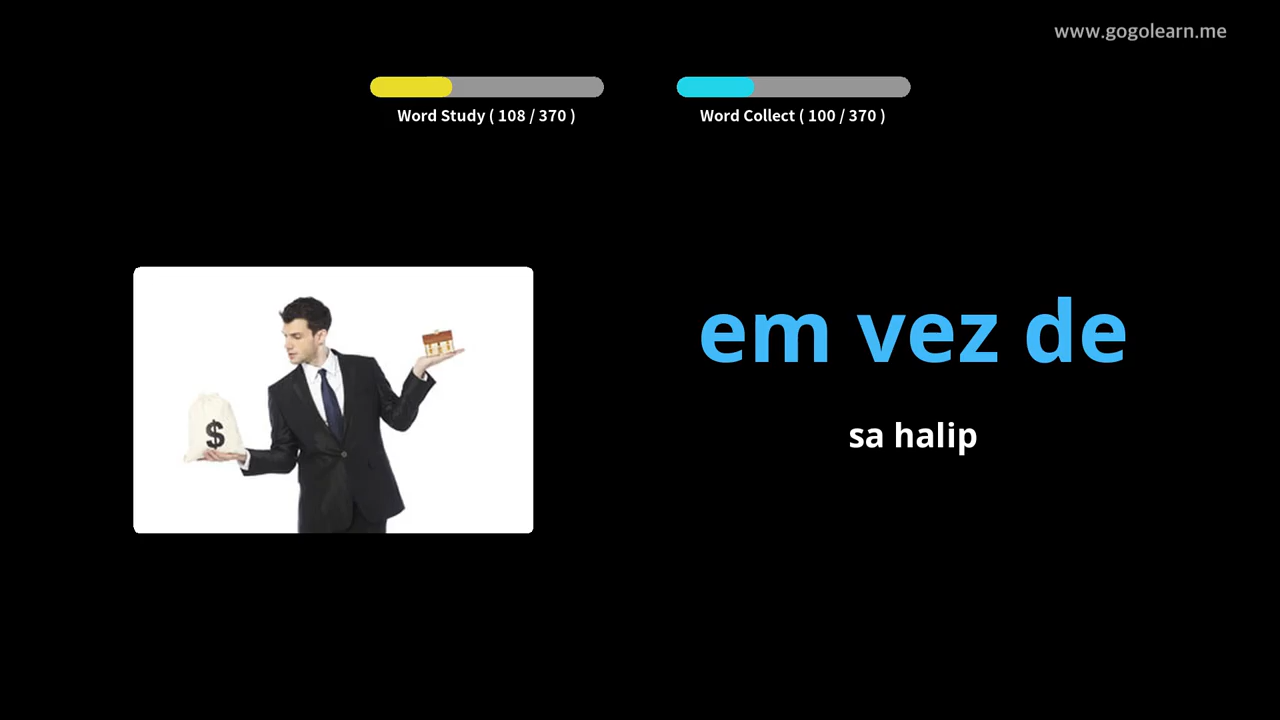 www.gogolearn.me
Word Study ( 108 / 370 )
Word Collect ( 100 / 370 )
em vez de
sa halip
$